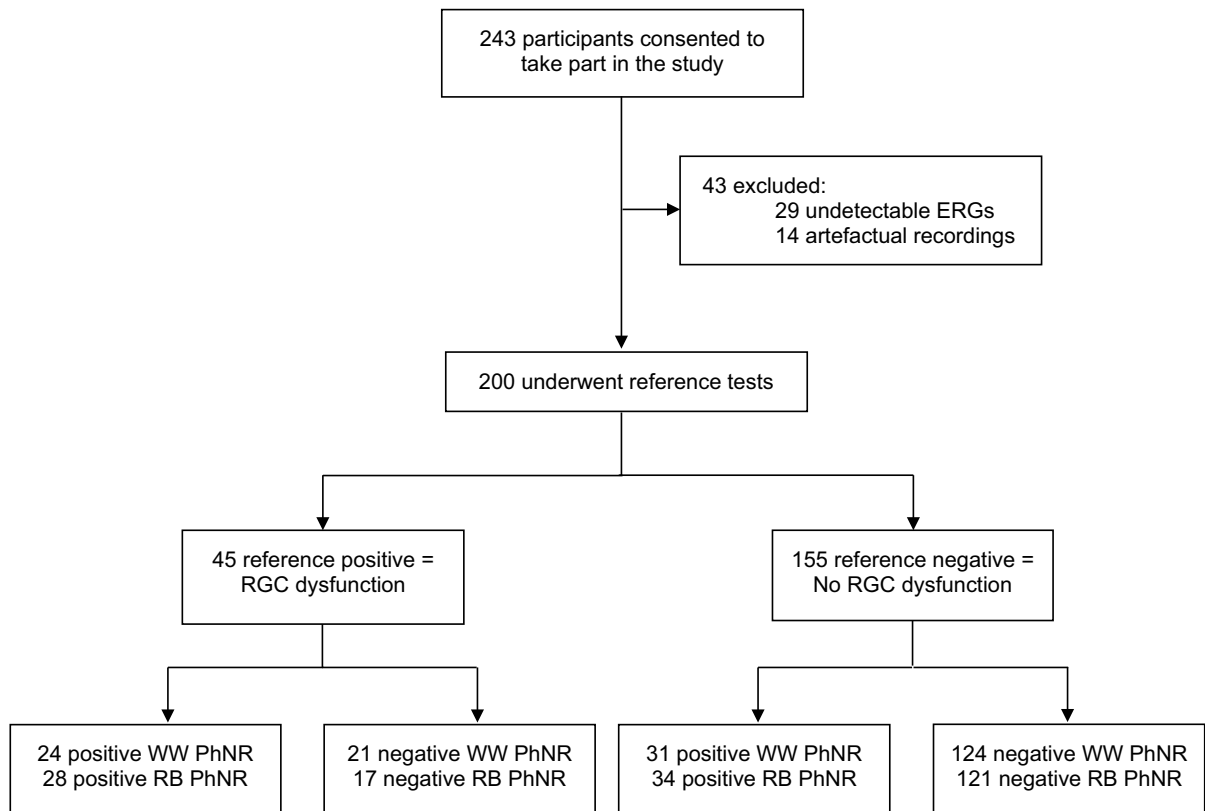 243 participants consented to
take part in the study
43 excluded:
29 undetectable ERGs
14 artefactual recordings
200 underwent reference tests
45 reference positive =
RGC dysfunction
155 reference negative =
No RGC dysfunction
24 positive WW PhNR
28 positive RB PhNR
21 negative WW PhNR
17 negative RB PhNR
31 positive WW PhNR
34 positive RB PhNR
124 negative WW PhNR
121 negative RB PhNR